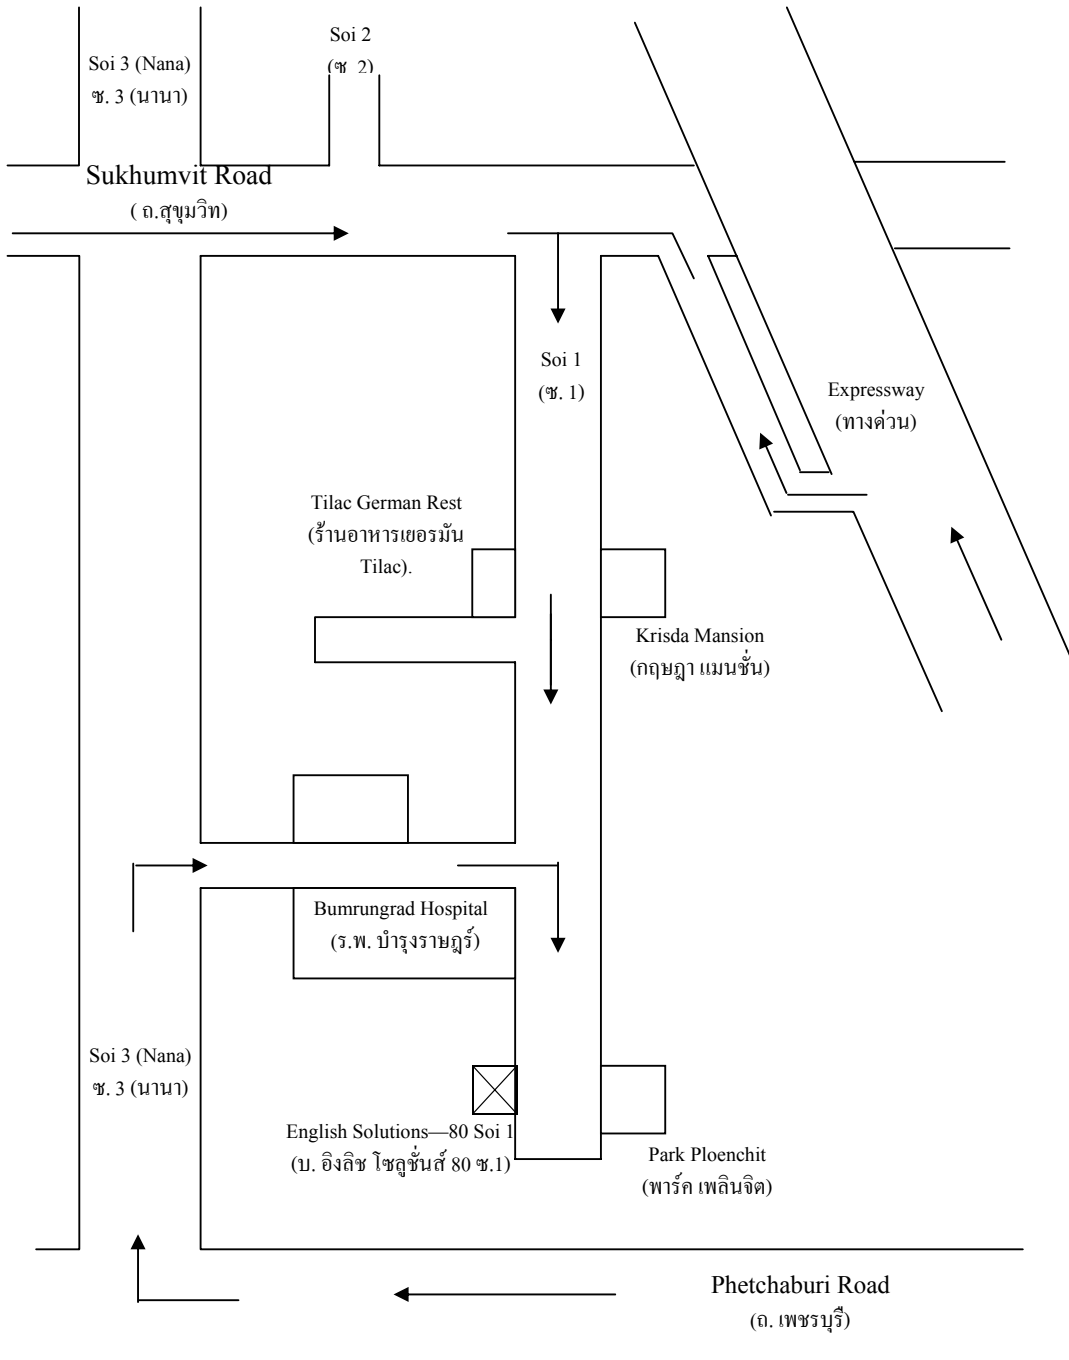 Soi 2
(ซ 2)
Soi 3 (Nana)
ซ. 3 (นานา)
Sukhumvit Road
( ถ.สุขุมวิท)
Soi 1
(ซ. 1)
Expressway
(ทางด่วน)
Tilac German Rest
(ร้านอาหารเยอรมัน
Tilac).
Krisda Mansion
(กฤษฎา แมนชั่น)
Bumrungrad Hospital
(ร.พ. บำรุงราษฎร์)
Soi 3 (Nana)
ซ. 3 (นานา)
English Solutions—80 Soi 1
(บ. อิงลิช โซลูชั่นส์ 80 ซ.1)
Park Ploenchit
(พาร์ค เพลินจิต)
Phetchaburi Road
(ถ. เพชรบุรี)